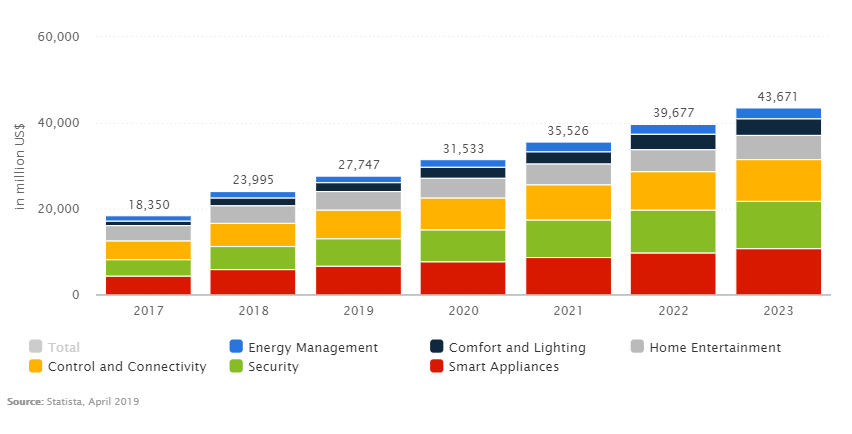 60,000
40,000
20,000
0
in million US$
18,350
23,995
27,747
31,533
35,526
39,677
43,671
2017 2018 2019 2020 2021 2022 2023
Total Energy Management Comfort and Lighting Home Entertainment
Control and Connectivity Security Smart Appliances
Source: Statista, April 2019